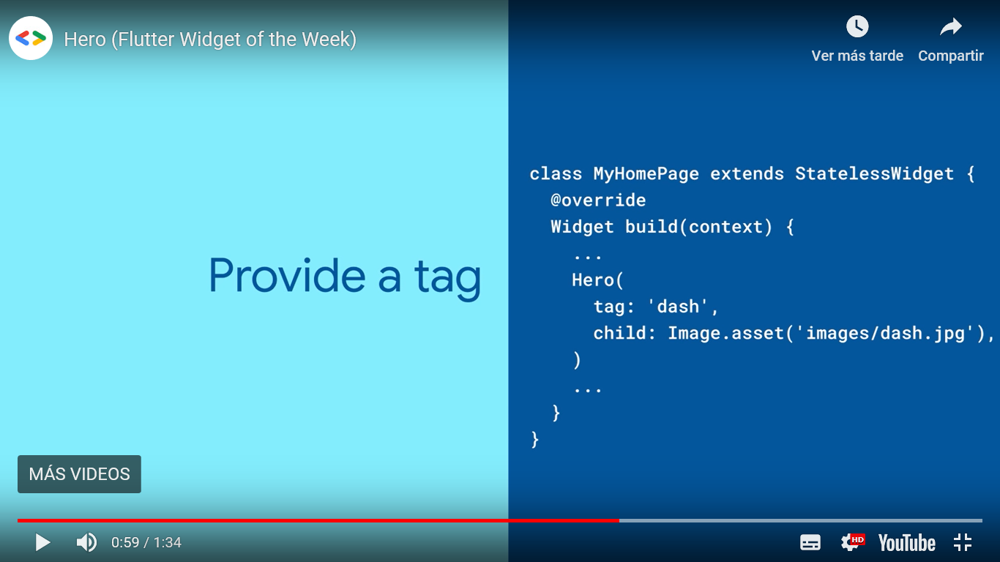 Hero (Flutter Widget of the Week)
Ver más tarde
Compartir
Provide a tag
class MyHomePage extends StatelessWidget {
  @override
  Widget build(context) {
    ...
    Hero(
      tag: 'dash',
      child: Image.asset('images/dash.jpg'),
    )
    ...
  }
}
MÁS VIDEOS
0:59 / 1:34
HD
YouTube